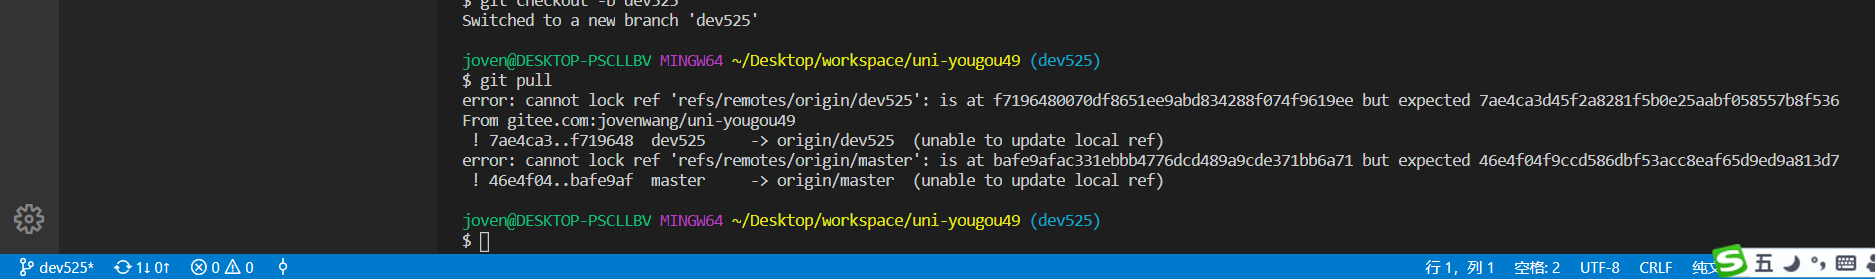 $ git checkout -b dev525
Switched to a new branch 'dev525'
joven@DESKTOP-PSCLLBV MINGW64 ~/Desktop/workspace/uni-yougou49 (dev525)
$ git pull
error: cannot lock ref 'refs/remotes/origin/dev525': is at f7196480070df8651ee9abd834288f074f9619ee but expected 7ae4ca3d45f2a8281f5b0e25aabf058557b8f536
From gitee.com:jovenwang/uni-yougou49
 ! 7ae4ca3..f719648  dev525     -> origin/dev525  (unable to update local ref)
error: cannot lock ref 'refs/remotes/origin/master': is at bafe9afac331ebbb4776dcd489a9cde371bb6a71 but expected 46e4f04f9ccd586dbf53acc8eaf65d9ed9a813d7
 ! 46e4f04..bafe9af  master     -> origin/master  (unable to update local ref)
joven@DESKTOP-PSCLLBV MINGW64 ~/Desktop/workspace/uni-yougou49 (dev525)
$
dev525* 1↓ 0↑ 0 0 行 1，列 1 空格: 2 UTF-8 CRLF 纯 五